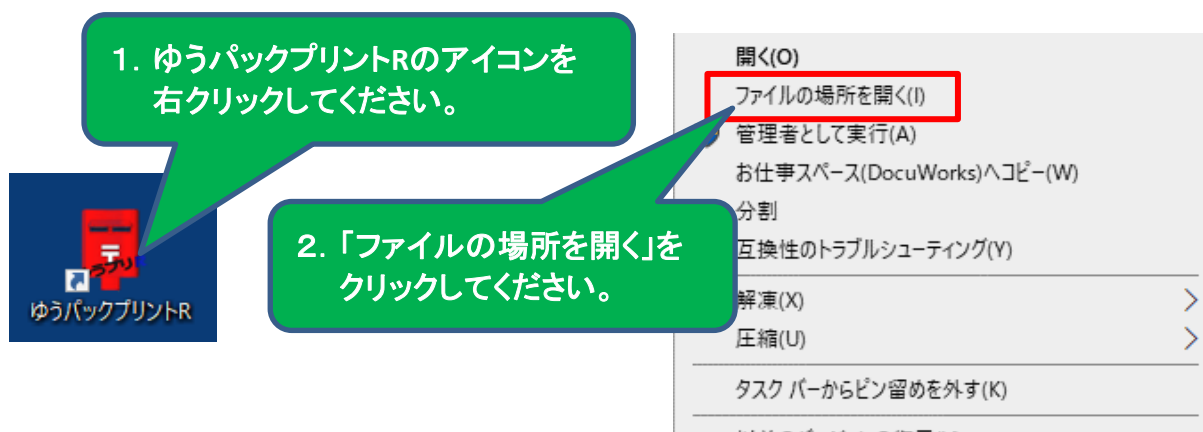 1. ゆうパックプリントRのアイコンを
右クリックしてください。
〒
ゆうパックプリントR
2. 「ファイルの場所を開く」を
クリックしてください。
開く(O)
ファイルの場所を開く(I)
管理者として実行(A)
お仕事スペース(DocuWorks)へコピー(W)
分割
互換性のトラブルシューティング(Y)
解凍(X)
圧縮(U)
タスク バーからピン留めを外す(K)